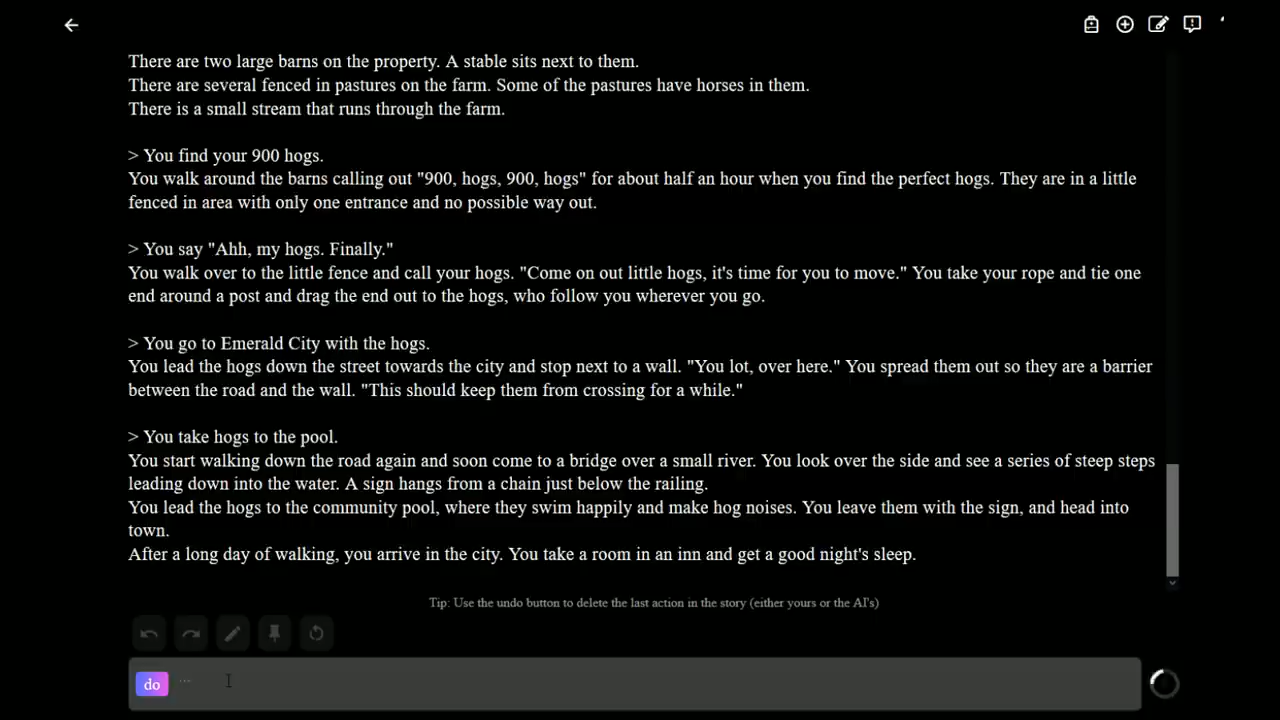 There are two large barns on the property. A stable sits next to them.
There are several fenced in pastures on the farm. Some of the pastures have horses in them.
There is a small stream that runs through the farm.
> You find your 900 hogs.
You walk around the barns calling out "900, hogs, 900, hogs" for about half an hour when you find the perfect hogs. They are in a little
fenced in area with only one entrance and no possible way out.
> You say "Ahh, my hogs. Finally."
You walk over to the little fence and call your hogs. "Come on out little hogs, it's time for you to move." You take your rope and tie one
end around a post and drag the end out to the hogs, who follow you wherever you go.
> You go to Emerald City with the hogs.
You lead the hogs down the street towards the city and stop next to a wall. "You lot, over here." You spread them out so they are a barrier
between the road and the wall. "This should keep them from crossing for a while."
> You take hogs to the pool.
You start walking down the road again and soon come to a bridge over a small river. You look over the side and see a series of steep steps
leading down into the water. A sign hangs from a chain just below the railing.
You lead the hogs to the community pool, where they swim happily and make hog noises. You leave them with the sign, and head into
town.
After a long day of walking, you arrive in the city. You take a room in an inn and get a good night's sleep.
Tip: Use the undo button to delete the last action in the story (either yours or the AI's)
do ...